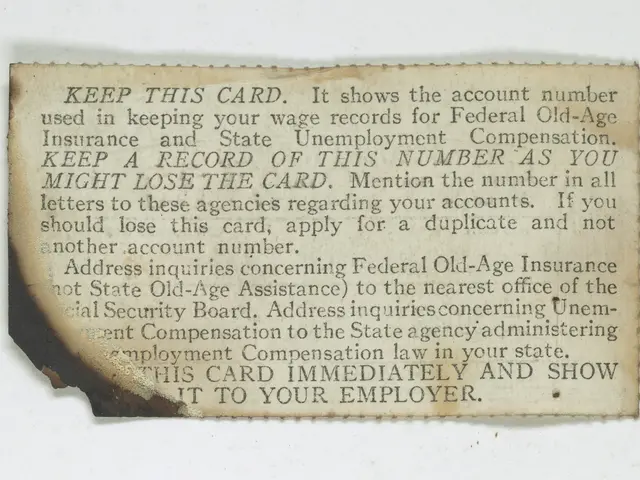 KEEP THIS CARD. It shows the account number
used in keeping your wage records for Federal Old-Age
Insurance and State Unemployment Compensation.
KEEP A RECORD OF THIS NUMBER AS YOU
MIGHT LOSE THE CARD. Mention the number in all
letters to these agencies regarding your accounts. If you
should lose this card, apply for a duplicate and not
another account number.
Address inquiries concerning Federal Old-Age Insurance
not State Old-Age Assistance) to the nearest office of the
cial Security Board. Address inquiries concerning Unem-
ent Compensation to the State agency administering
employment Compensation law in your state.
THIS CARD IMMEDIATELY AND SHOW
IT TO YOUR EMPLOYER.